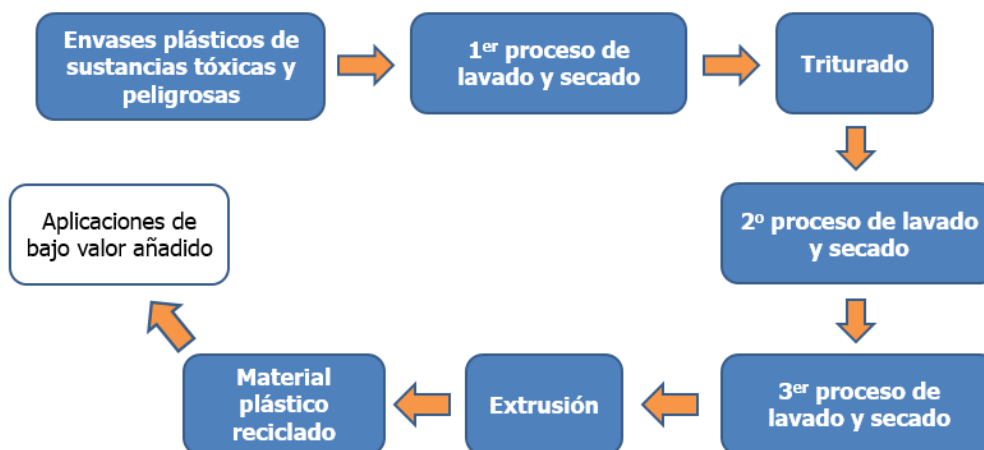 Envases plásticos de
sustancias tóxicas y
peligrosas
1er proceso de
lavado y secado
Triturado
2o proceso de lavado
y secado
3er proceso de
lavado y secado
Extrusión
Material
plástico
reciclado
Aplicaciones de
bajo valor añadido